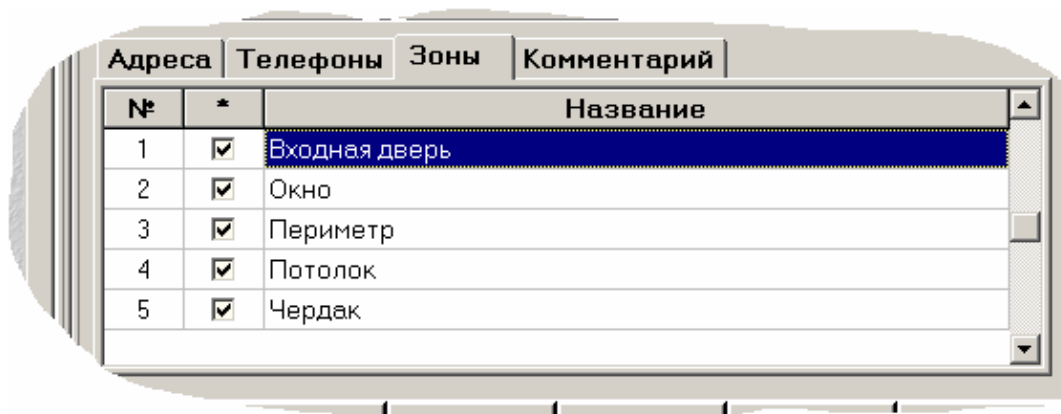 Адреса Телефоны Зоны Комментарий
№ * Название
1 Входная дверь
2 Окно
3 Периметр
4 Потолок
5 Чердак